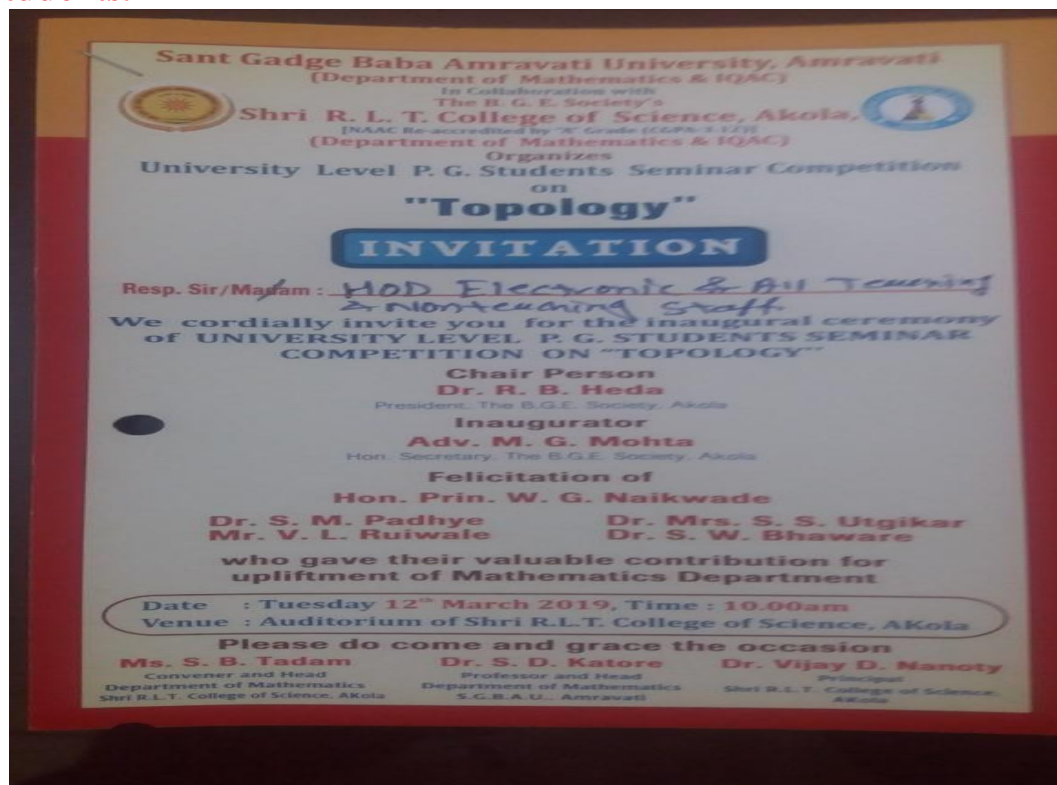 Sant Gadge Baba Amravati University, Amravati
(Department of Mathematics & IQAC)
In Collaboration with
The B. G. E. Society's
Shri R. L. T. College of Science, Akola,
[NAAC Re-accredited by "A" Grade
(Department of Mathematics & IQAC)
Organizes
University Level P. G. Students Seminar Competition
on
"Topology"
INVITATION
Resp. Sir/Madam : HOD Electronic & All Teaching
& Nonteaching Staff.
We cordially invite you for the inaugural ceremony
of UNIVERSITY LEVEL P. G. STUDENTS SEMINAR
COMPETITION ON "TOPOLOGY"
Chair Person
Dr. R. B. Heda
President, The B.G.E. Society, Akola
Inaugurator
Adv. M. G. Mohta
Hon. Secretary, The B.G.E. Society, Akola
Felicitation of
Hon. Prin. W. G. Naikwade
Dr. S. M. Padhye Dr. Mrs. S. S. Utgikar
Mr. V. L. Ruiwale Dr. S. W. Bhaware
who gave their valuable contribution for
upliftment of Mathematics Department
Date : Tuesday 12th March 2019, Time : 10.00am
Venue : Auditorium of Shri R.L.T. College of Science, AKola
Please do come and grace the occasion
Ms. S. B. Tadam Dr. S. D. Katore Dr. Vijay D. Nanoty
Convener and Head Professor and Head Principal
Department of Mathematics Department of Mathematics Shri R.L.T. College of Science,
Shri R.L.T. College of Science, AKola S.G.B.A.U., Amravati AKola